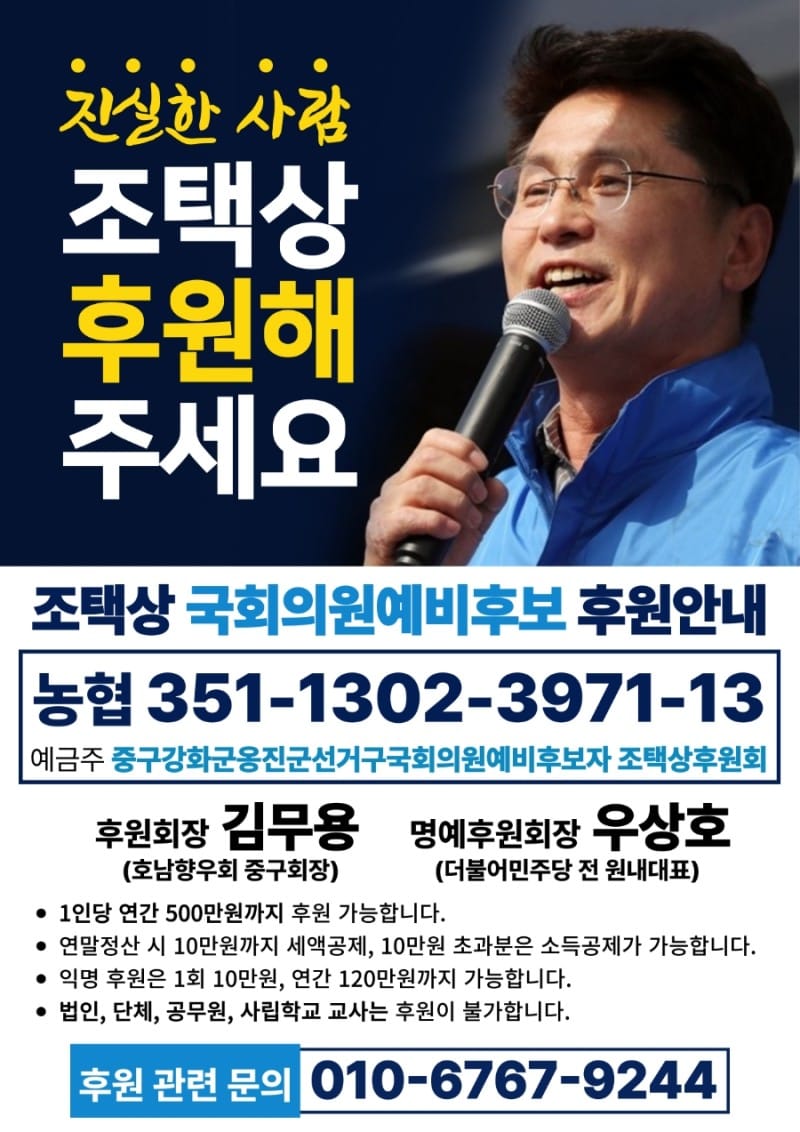 진실한 사람
조택상
후원해
주세요
조택상 국회의원예비후보 후원안내
농협 351-1302-3971-13
예금주 중구강화군옹진군선거구국회의원예비후보자 조택상후원회
후원회장 김무용 명예후원회장 우상호
(호남향우회 중구회장) (더불어민주당 전 원내대표)
• 1인당 연간 500만원까지 후원 가능합니다.
• 연말정산 시 10만원까지 세액공제, 10만원 초과분은 소득공제가 가능합니다.
• 익명 후원은 1회 10만원, 연간 120만원까지 가능합니다.
• 법인, 단체, 공무원, 사립학교 교사는 후원이 불가합니다.
후원 관련 문의 010-6767-9244